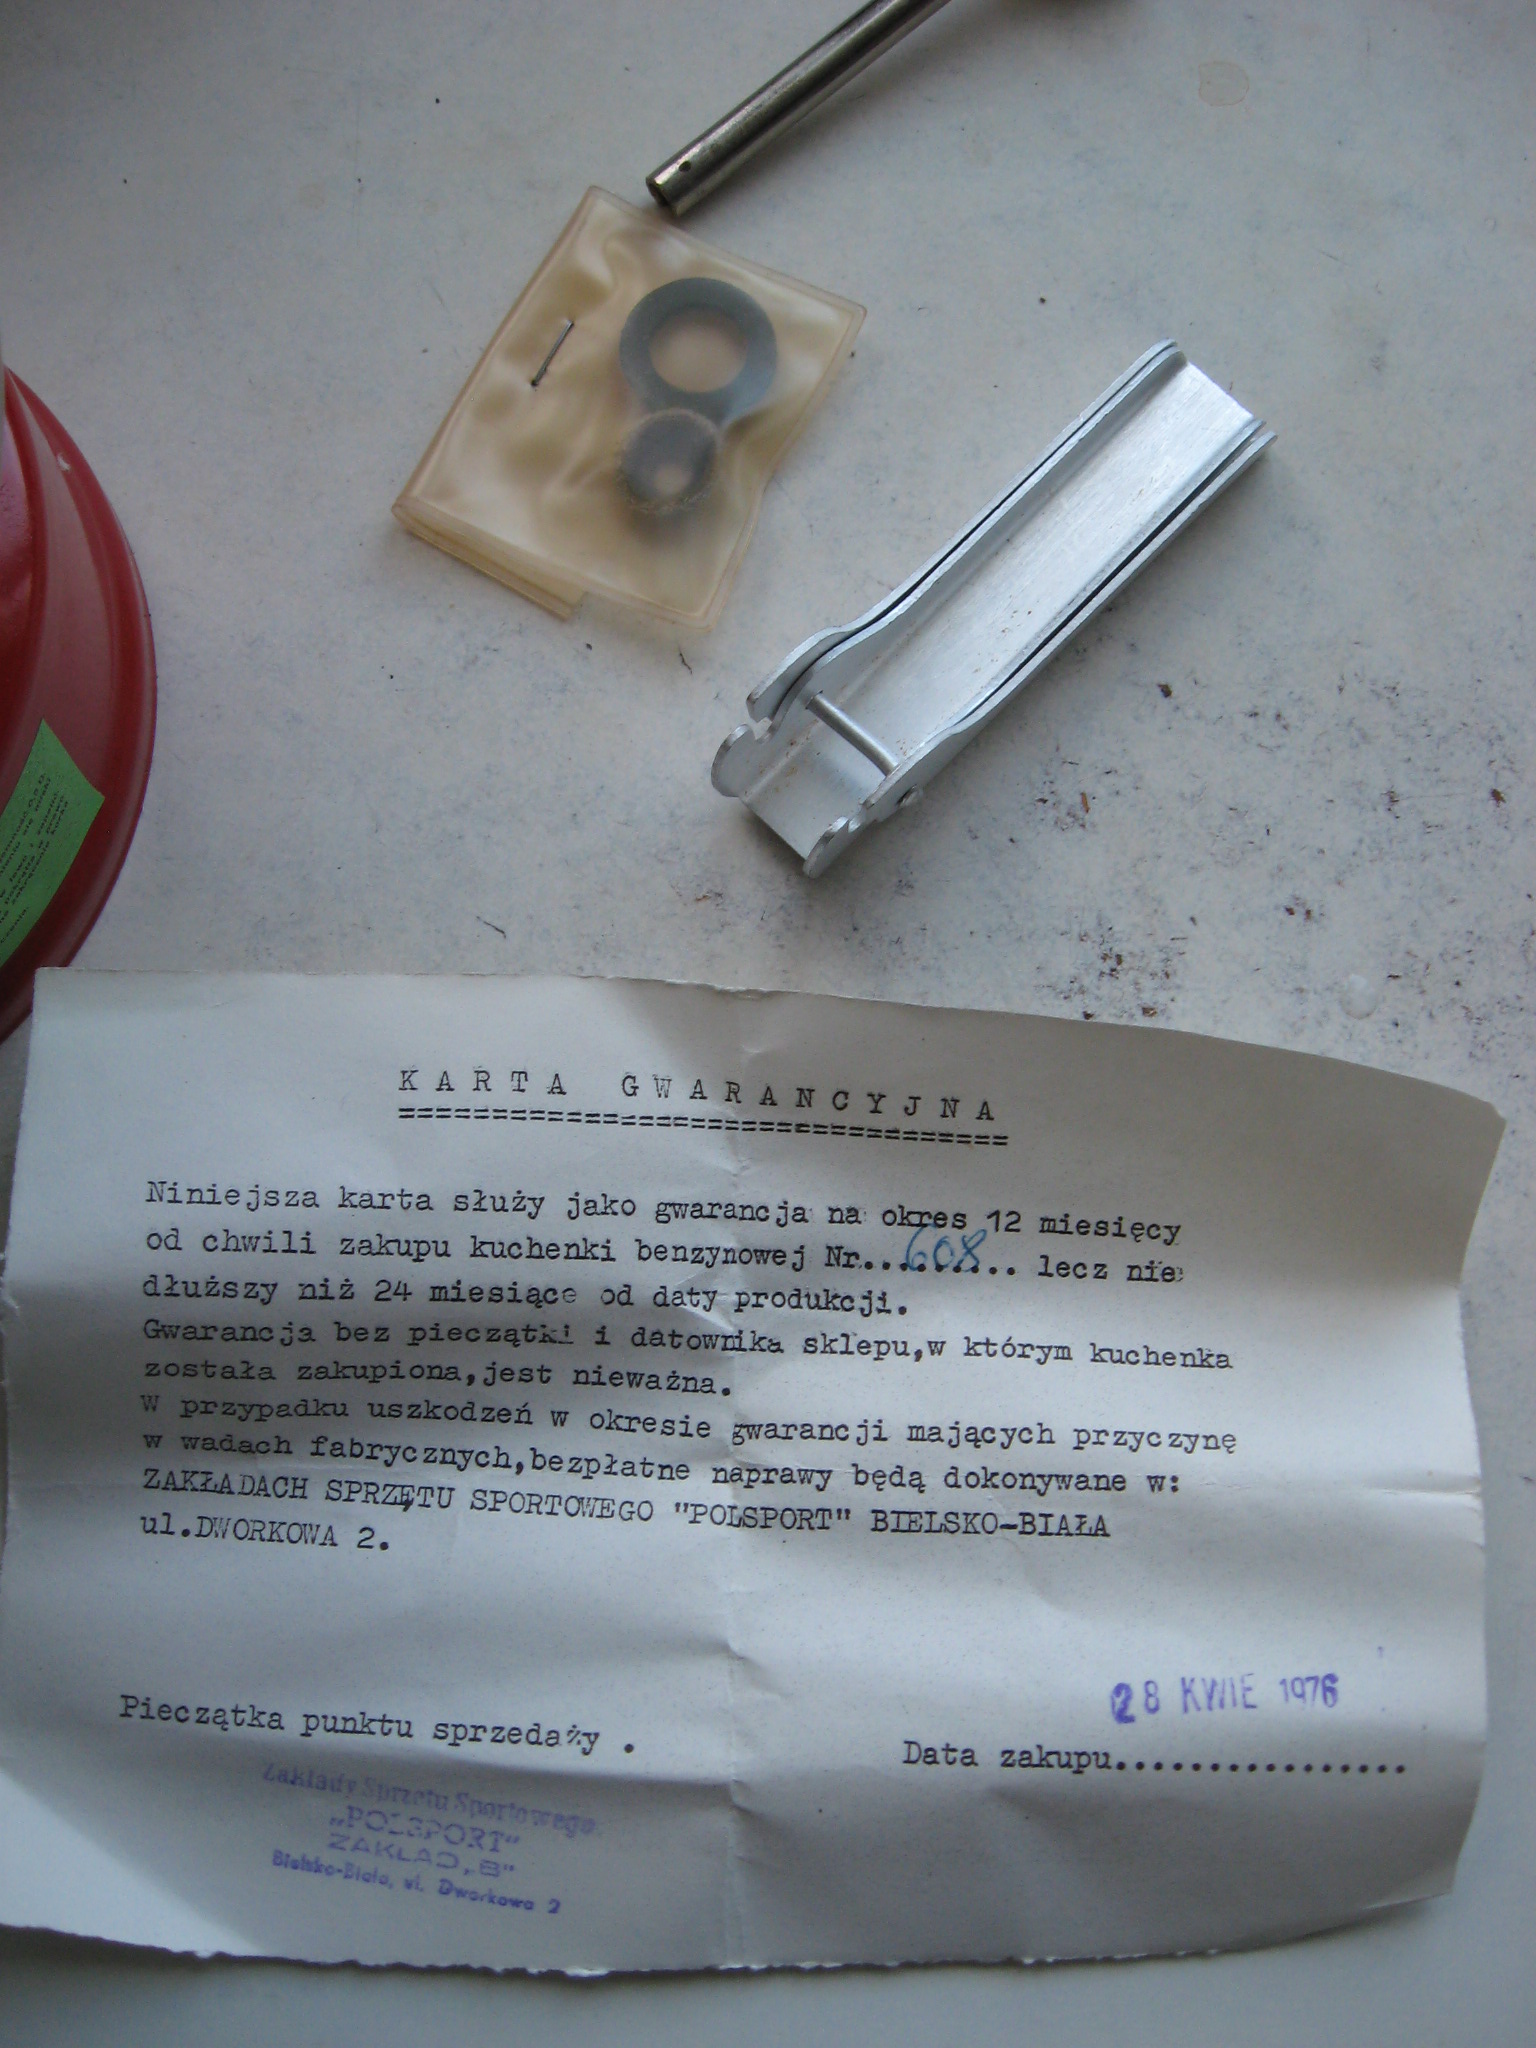 K A R T A   G W A R A N C Y J N A
=================================
Niniejsza karta służy jako gwarancja na okres 12 miesięcy
od chwili zakupu kuchenki benzynowej Nr..608.... lecz nie
dłuższy niż 24 miesiące od daty produkcji.
Gwarancja bez pieczątki i datownika sklepu,w którym kuchenka
została zakupiona,jest nieważna.
W przypadku uszkodzeń w okresie gwarancji mających przyczynę
w wadach fabrycznych,bezpłatne naprawy będą dokonywane w:
ZAKŁADACH SPRZĘTU SPORTOWEGO "POLSPORT" BIELSKO-BIAŁA
ul.DWORKOWA 2.
28 KWIE 1976
Pieczątka punktu sprzedaży .
Data zakupu................
Zakłady Sprzętu Sportowego
„POLSPORT"
ZAKŁAD „B"
Bielsko-Biała, ul. Dworkowa 2